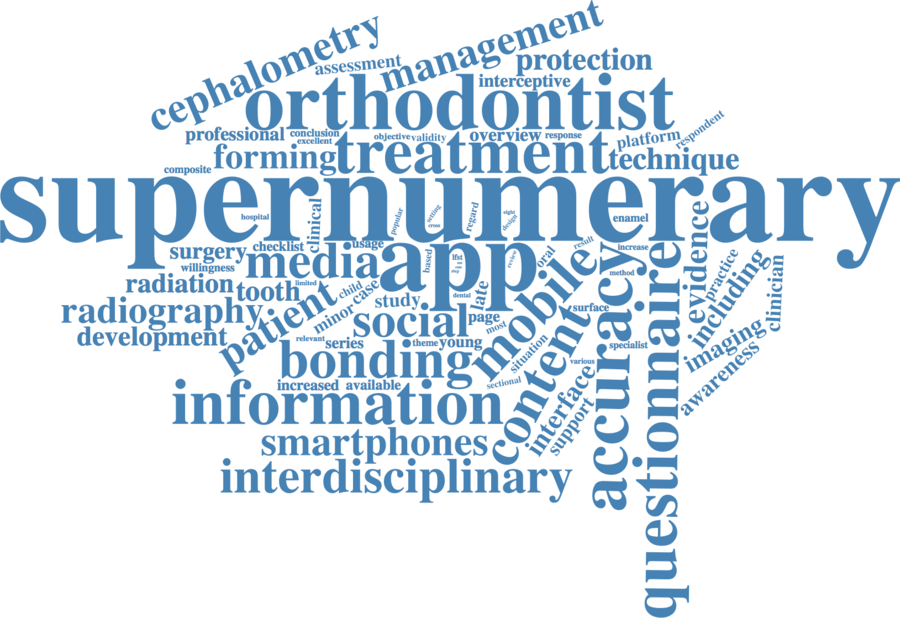 cephalometry
management
assessment
protection
interceptive
orthodontist
professional
conclusion
excellent
objective
validity
overview
response
platform
respondent
forming
treatment
technique
composite
supernumerary
hospital
clinical
popular
setting
cross
regard
eight
design
enamel
surgery
checklist
usage
willingness
media
app
based
lfst
review
oral
result
increase
evidence
practice
including
clinician
radiation
tooth
limited
child
case
patient
minor
study
dental
late
mobile
method
accuracy
questionnaire
radiography
development
social
page
most
surface
relevant
series
theme
young
situation
content
specialist
imaging
awareness
bonding
various
sectional
increased
available
interface
support
information
smartphones
interdisciplinary